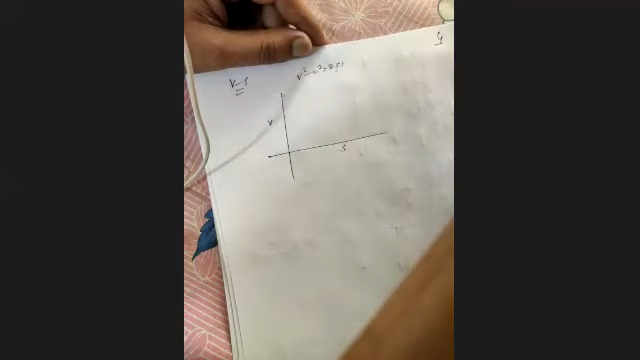 V-S
v² - u² = 2as
V
S